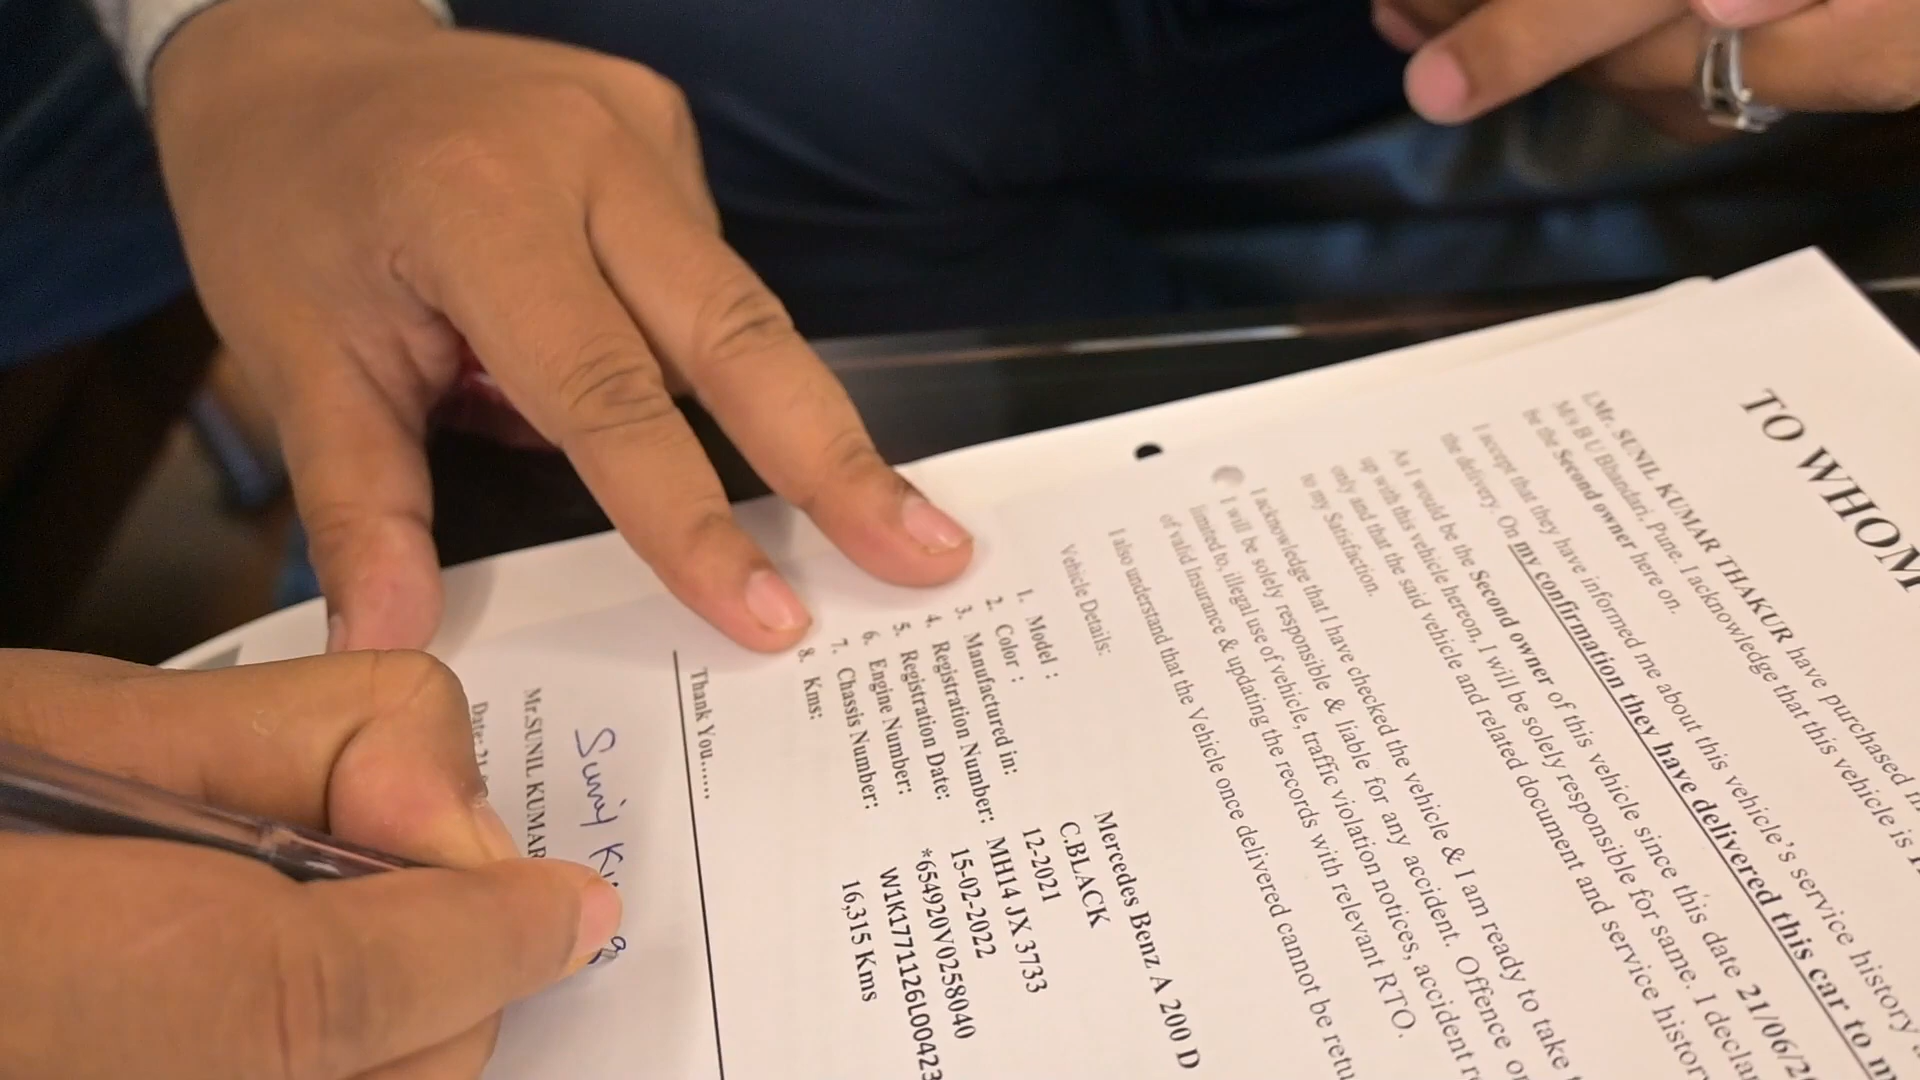 TO WHOM
I,Mr. SUNIL KUMAR THAKUR have purchased
M/s B U Bhandari, Pune. I acknowledge that this vehicle is
be the Second owner here on.
I accept that they have informed me about this vehicle's service history
the delivery. On my confirmation they have delivered this car to
As I would be the Second owner of this vehicle since this date 21/06/
up with this vehicle hereon, I will be solely responsible for same. I
only and that the said vehicle and related document and service
to my Satisfaction.
I acknowledge that I have checked the vehicle & I am ready to take
I will be solely responsible & liable for any accident. Offence
limited to, illegal use of vehicle, traffic violation notices, accident
of valid Insurance & updating the records with relevant RTO.
I also understand that the Vehicle once delivered cannot be
Vehicle Details:
1. Model : Mercedes Benz A 200 D
2. Color : C.BLACK
3. Manufactured in: 12-2021
4. Registration Number: MH14 JX 3733
5. Registration Date: 15-02-2022
6. Engine Number: *654920V0258040
7. Chassis Number: W1K1771126L00423
8. Kms: 16,315 Kms
Thank You......
Sunil
Mr.SUNIL KUMAR
Date: